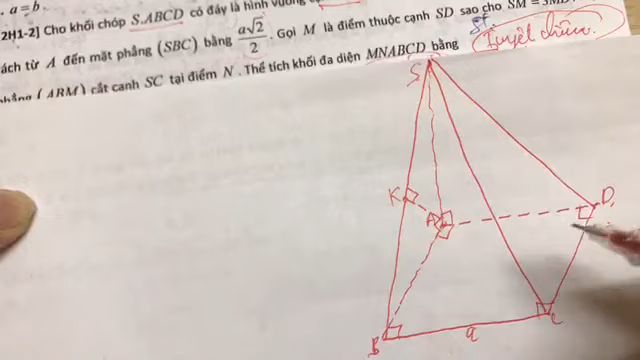 a = b.
2H1-2] Cho khối chóp S.ABCD có đáy là hình vuông
ách từ A đến mặt phẳng (SBC) bằng a√2/2. Gọi M là điểm thuộc cạnh SD sao cho SM = 3MD.
phẳng (ABM) cắt cạnh SC tại điểm N. Thể tích khối đa diện MNABCD bằng
S
K
A
D
B
a
C